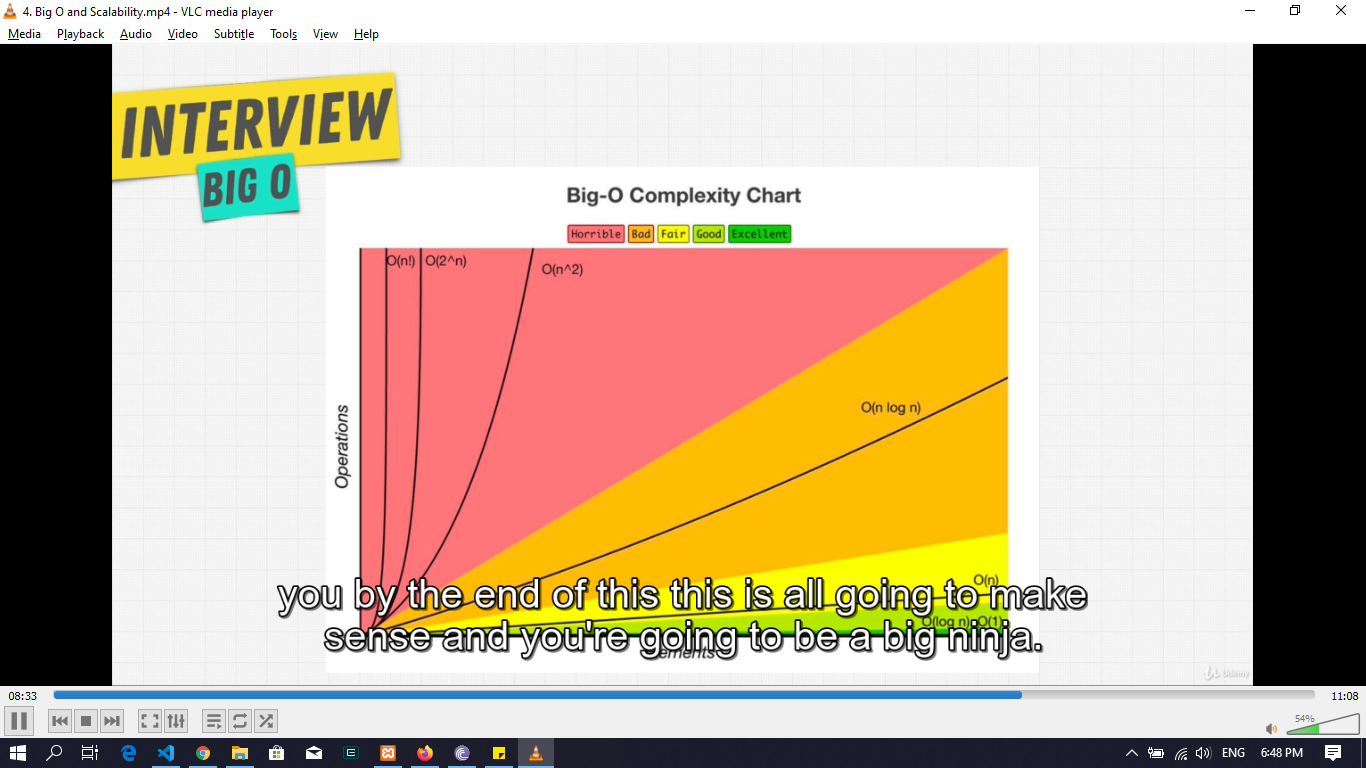 4. Big O and Scalability.mp4 - VLC media player
Media Playback Audio Video Subtitle Tools View Help
INTERVIEW
BIG O
Big-O Complexity Chart
Horrible Bad Fair Good Excellent
O(n!) O(2^n) O(n^2)
O(n log n)
Operations
O(n)
O(log n), O(1)
you by the end of this this is all going to make
sense and you're going to be a big ninja.
Udemy
08:33 11:08
54%
ENG 6:48 PM